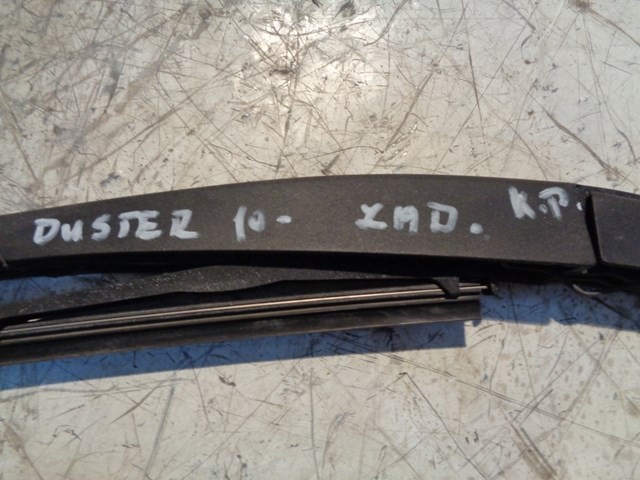 DUSTER 10- ZAD. K.P.